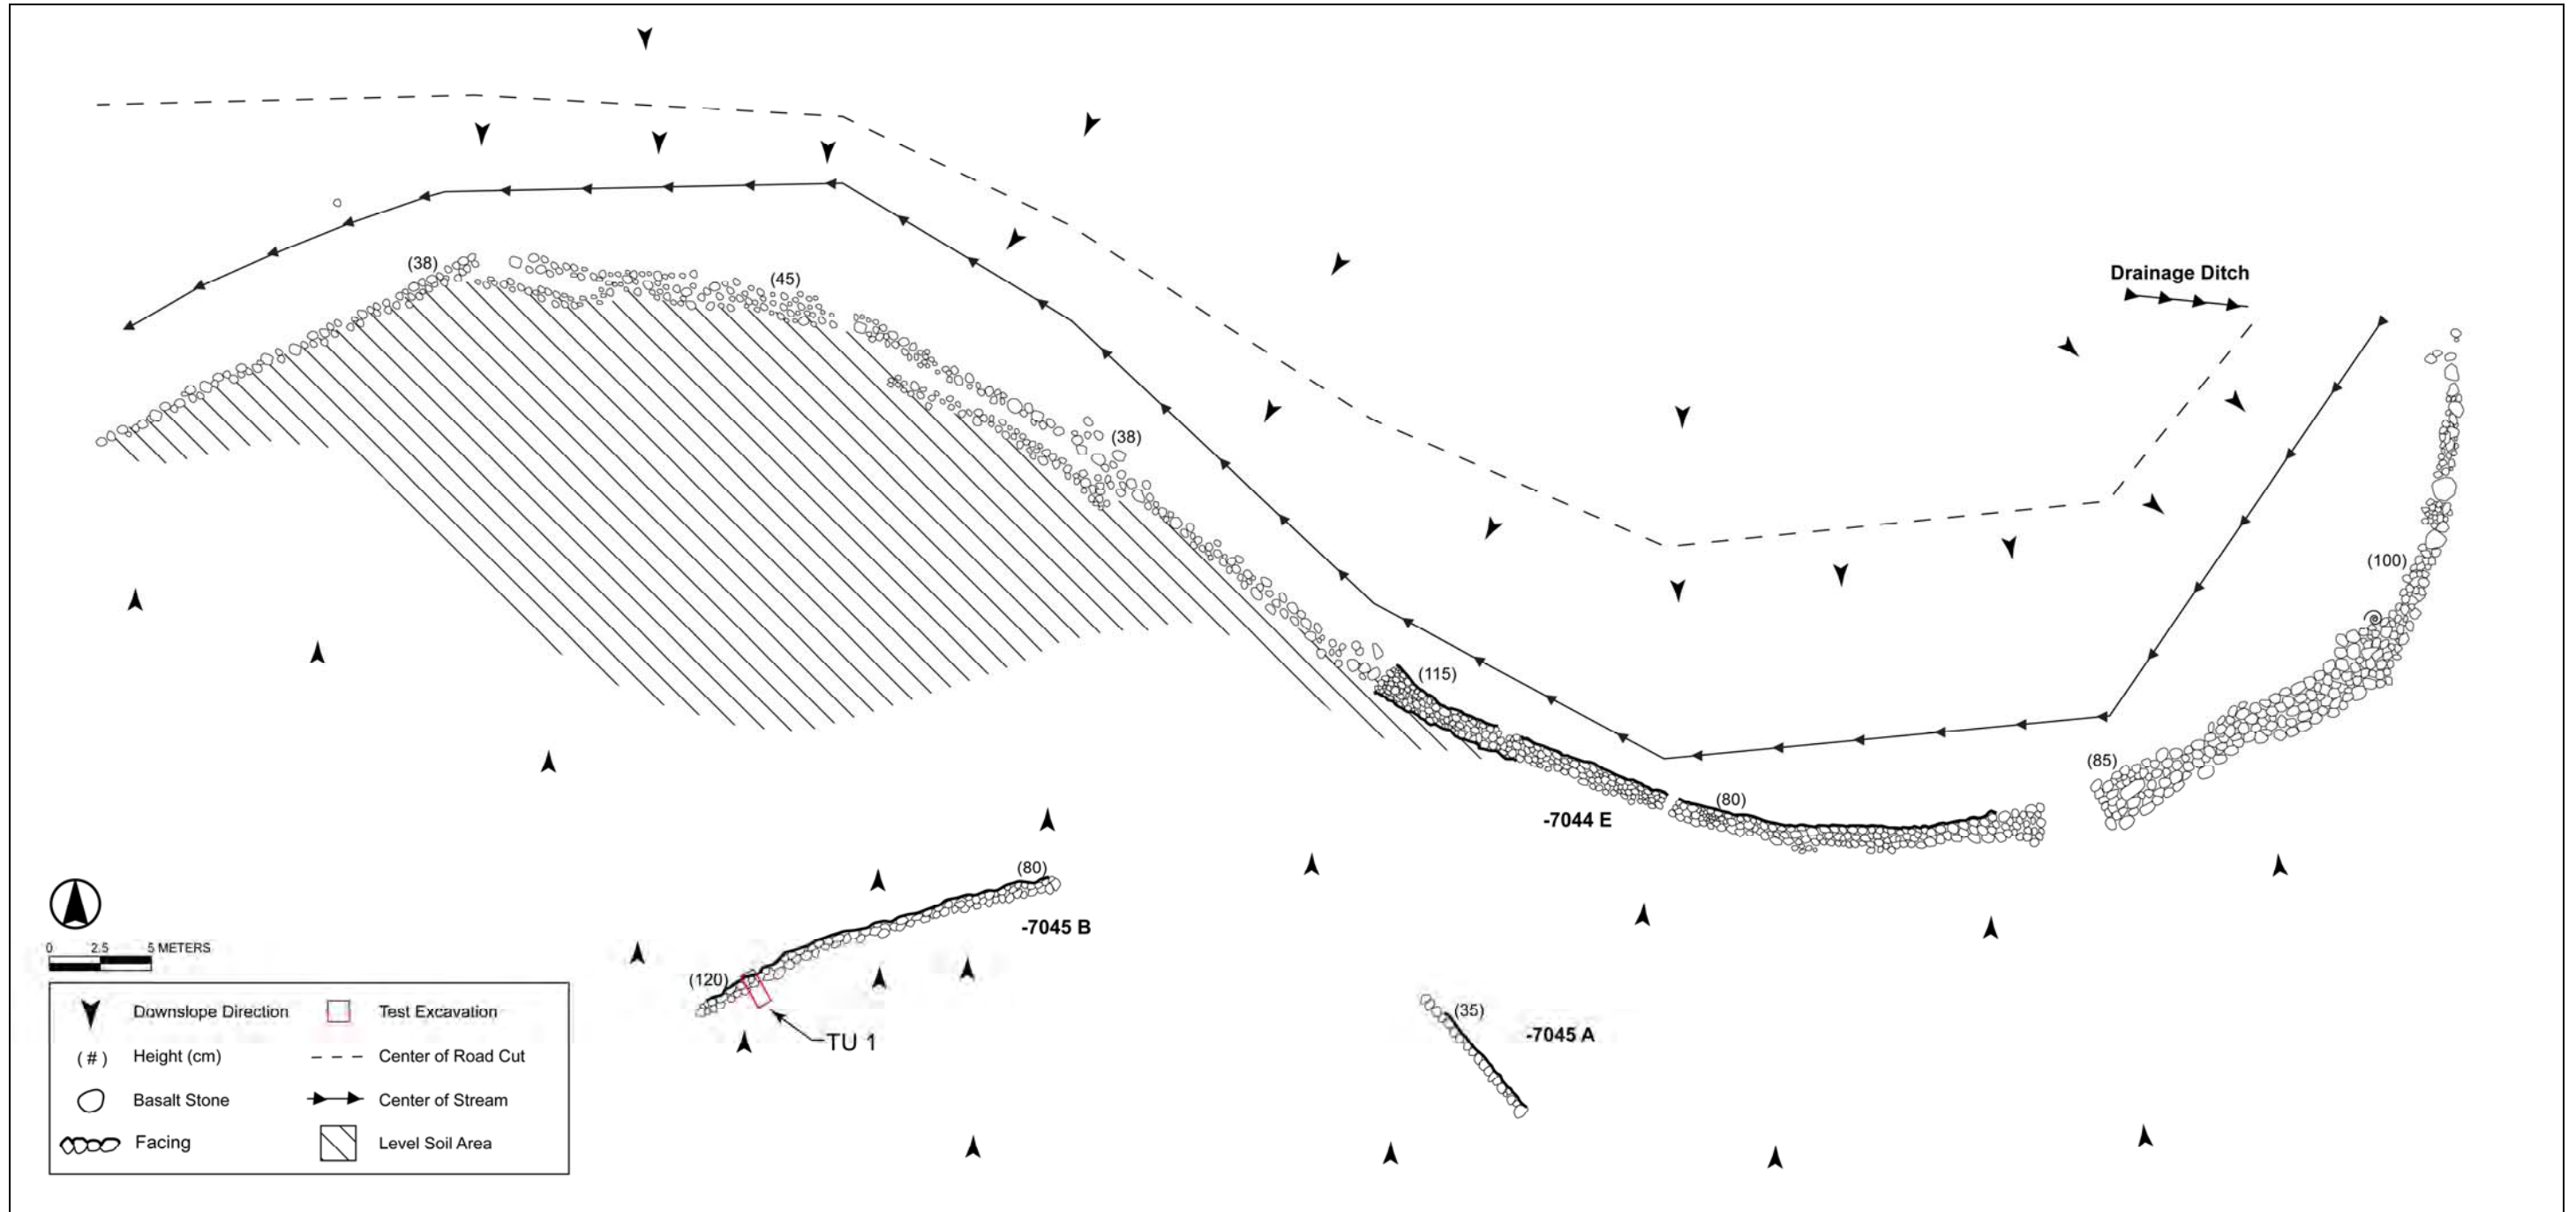 Drainage Ditch
(38)
(45)
(38)
(100)
(115)
(85)
(80)
-7044 E
(80)
-7045 B
(120)
TU 1
(35)
-7045 A
0 2.5 5 METERS
Downslope Direction
Test Excavation
(#) Height (cm)
Center of Road Cut
Basalt Stone
Center of Stream
Facing
Level Soil Area